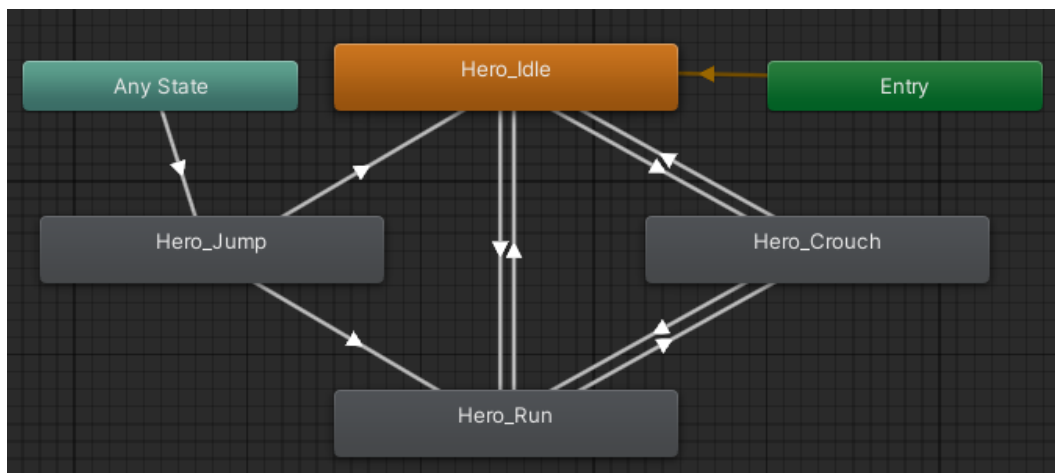 Hero_Idle
Any State
Entry
Hero_Jump
Hero_Crouch
Hero_Run